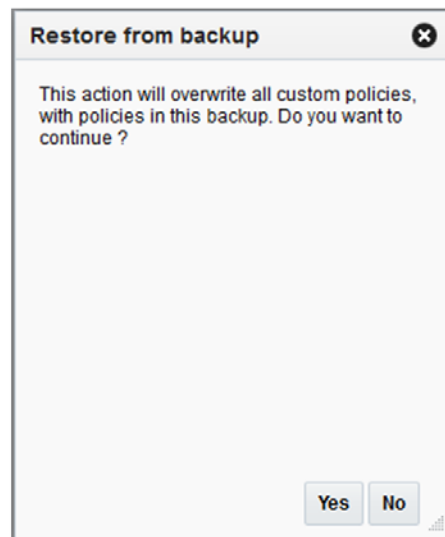 Restore from backup
This action will overwrite all custom policies,
with policies in this backup. Do you want to
continue ?
Yes No